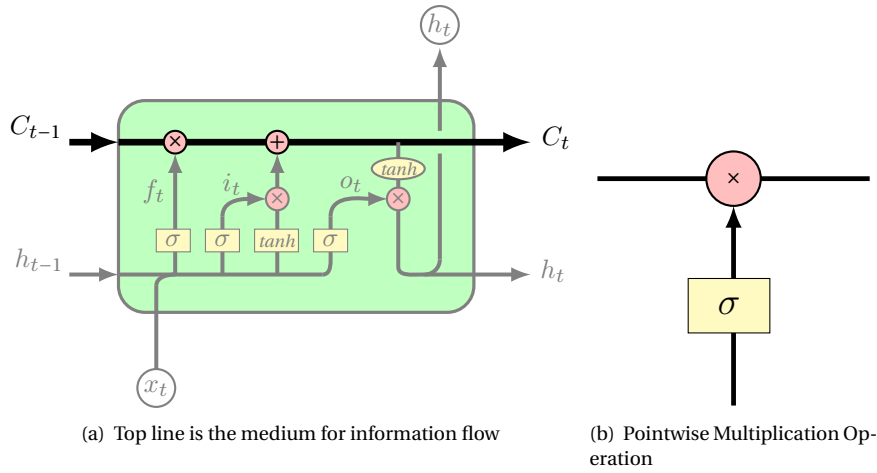 h_t
C_{t−1}
×
+
C_t
f_t
i_t
×
o_t
tanh
×
σ
σ
tanh
σ
h_{t−1}
h_t
x_t
(a) Top line is the medium for information flow
×
σ
(b) Pointwise Multiplication Op-
eration